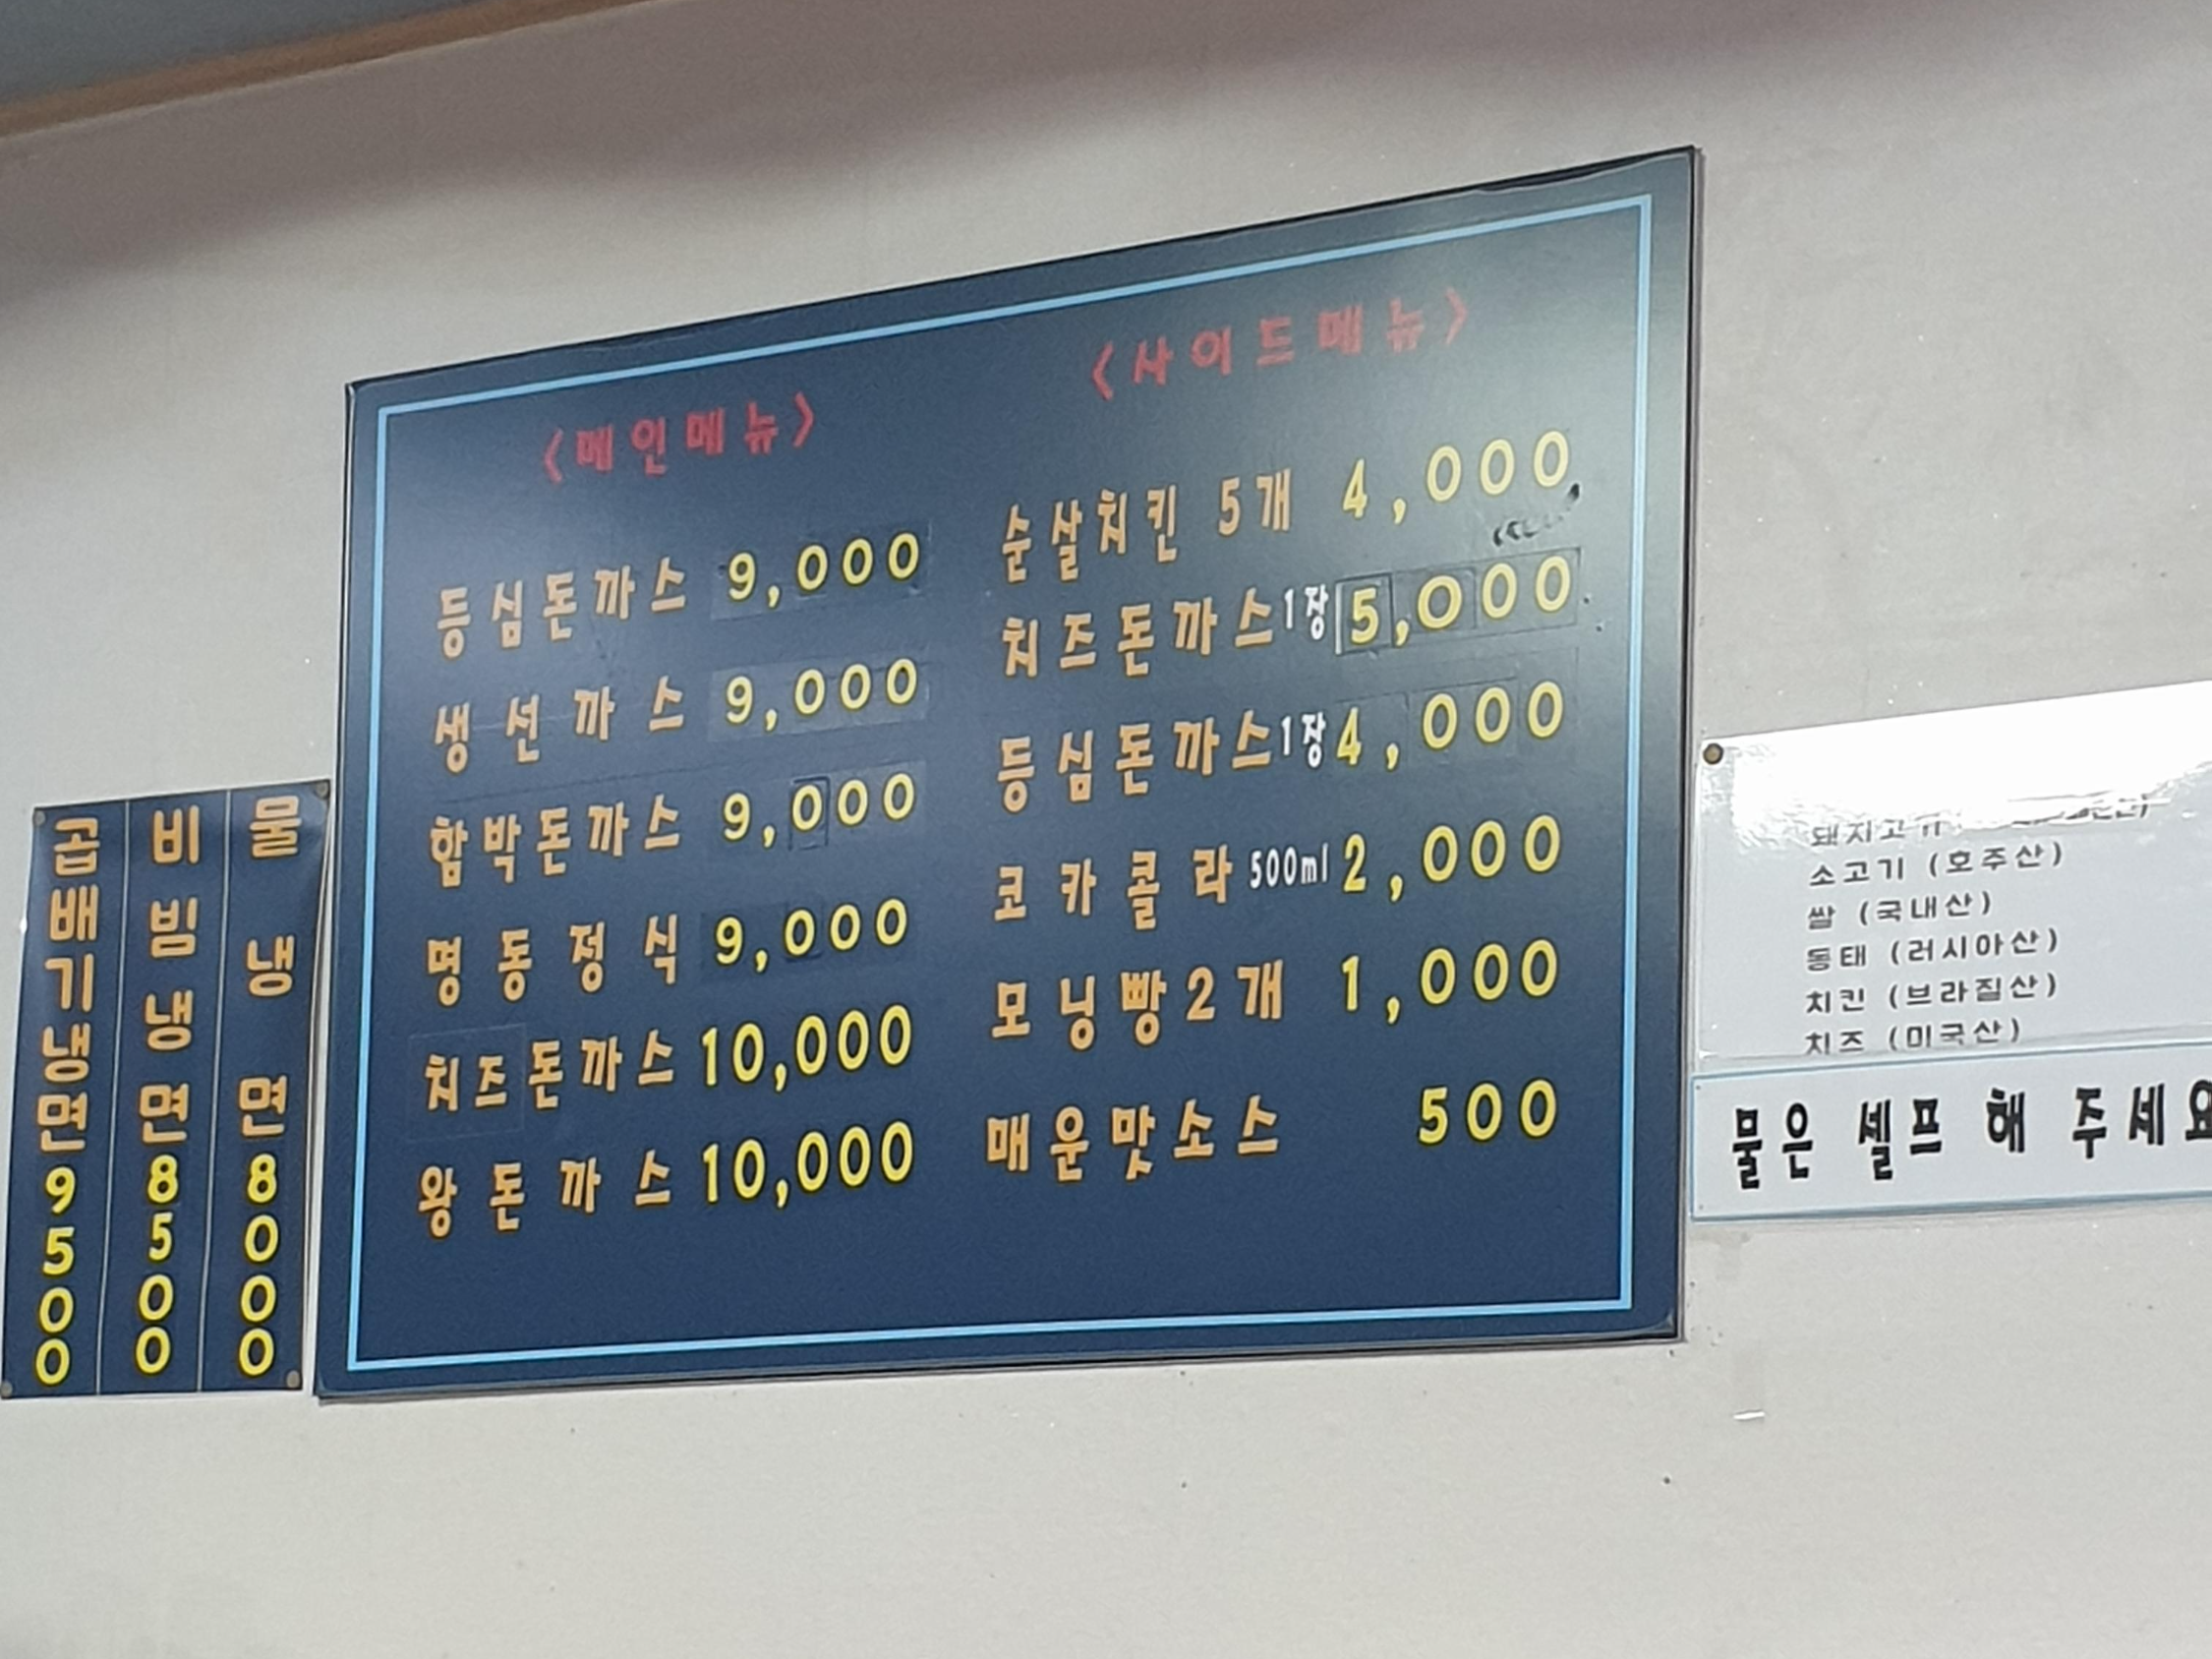 <메인메뉴>
등심돈까스 9,000
생선까스 9,000
함박돈까스 9,000
명동정식 9,000
치즈돈까스 10,000
왕돈까스 10,000
<사이드메뉴>
순살치킨 5개 4,000
치즈돈까스1장 5,000
등심돈까스1장 4,000
코카콜라 500ml 2,000
모닝빵2개 1,000
매운맛소스 500
곱배기냉면 9500
비빔냉면 8500
물냉면 8000
소고기 (호주산)
쌀 (국내산)
동태 (러시아산)
치킨 (브라질산)
치즈 (미국산)
물은 셀프 해 주세요